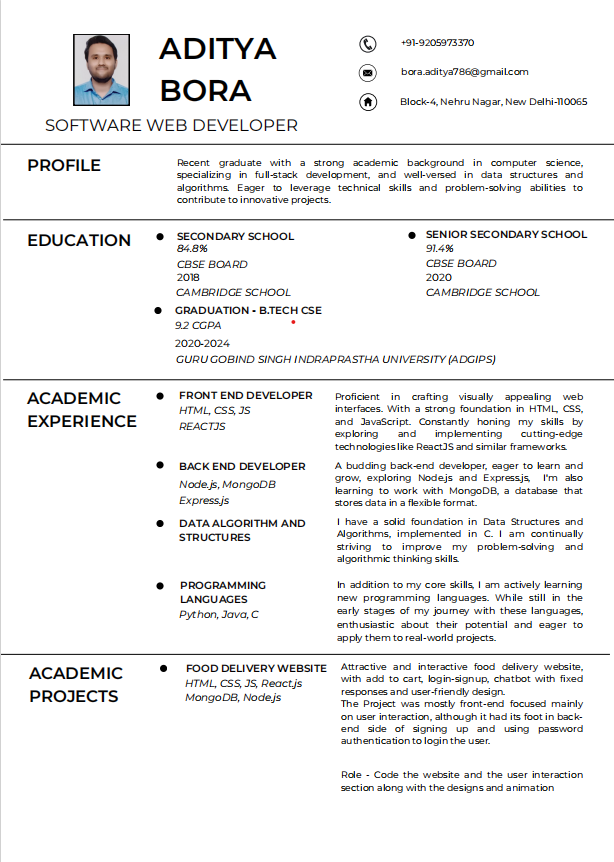 ADITYA
BORA
SOFTWARE WEB DEVELOPER
+91-9205973370
bora.aditya786@gmail.com
Block-4, Nehru Nagar, New Delhi-110065
PROFILE
Recent graduate with a strong academic background in computer science,
specializing in full-stack development, and well-versed in data structures and
algorithms. Eager to leverage technical skills and problem-solving abilities to
contribute to innovative projects.
EDUCATION
SECONDARY SCHOOL
84.8%
CBSE BOARD
2018
CAMBRIDGE SCHOOL
SENIOR SECONDARY SCHOOL
91.4%
CBSE BOARD
2020
CAMBRIDGE SCHOOL
GRADUATION - B.TECH CSE
9.2 CGPA
2020-2024
GURU GOBIND SINGH INDRAPRASTHA UNIVERSITY (ADGIPS)
ACADEMIC
EXPERIENCE
FRONT END DEVELOPER
HTML, CSS, JS
REACTJS
Proficient in crafting visually appealing web
interfaces. With a strong foundation in HTML, CSS,
and JavaScript. Constantly honing my skills by
exploring and implementing cutting-edge
technologies like ReactJS and similar frameworks.
BACK END DEVELOPER
Node.js, MongoDB
Express.js
A budding back-end developer, eager to learn and
grow, exploring Node.js and Express.js, I'm also
learning to work with MongoDB, a database that
stores data in a flexible format.
DATA ALGORITHM AND
STRUCTURES
I have a solid foundation in Data Structures and
Algorithms, implemented in C. I am continually
striving to improve my problem-solving and
algorithmic thinking skills.
PROGRAMMING
LANGUAGES
Python, Java, C
In addition to my core skills, I am actively learning
new programming languages. While still in the
early stages of my journey with these languages,
enthusiastic about their potential and eager to
apply them to real-world projects.
ACADEMIC
PROJECTS
FOOD DELIVERY WEBSITE
HTML, CSS, JS, React.js
MongoDB, Node.js
Attractive and interactive food delivery website,
with add to cart, login-signup, chatbot with fixed
responses and user-friendly design.
The Project was mostly front-end focused mainly
on user interaction, although it had its foot in back-
end side of signing up and using password
authentication to login the user.
Role - Code the website and the user interaction
section along with the designs and animation